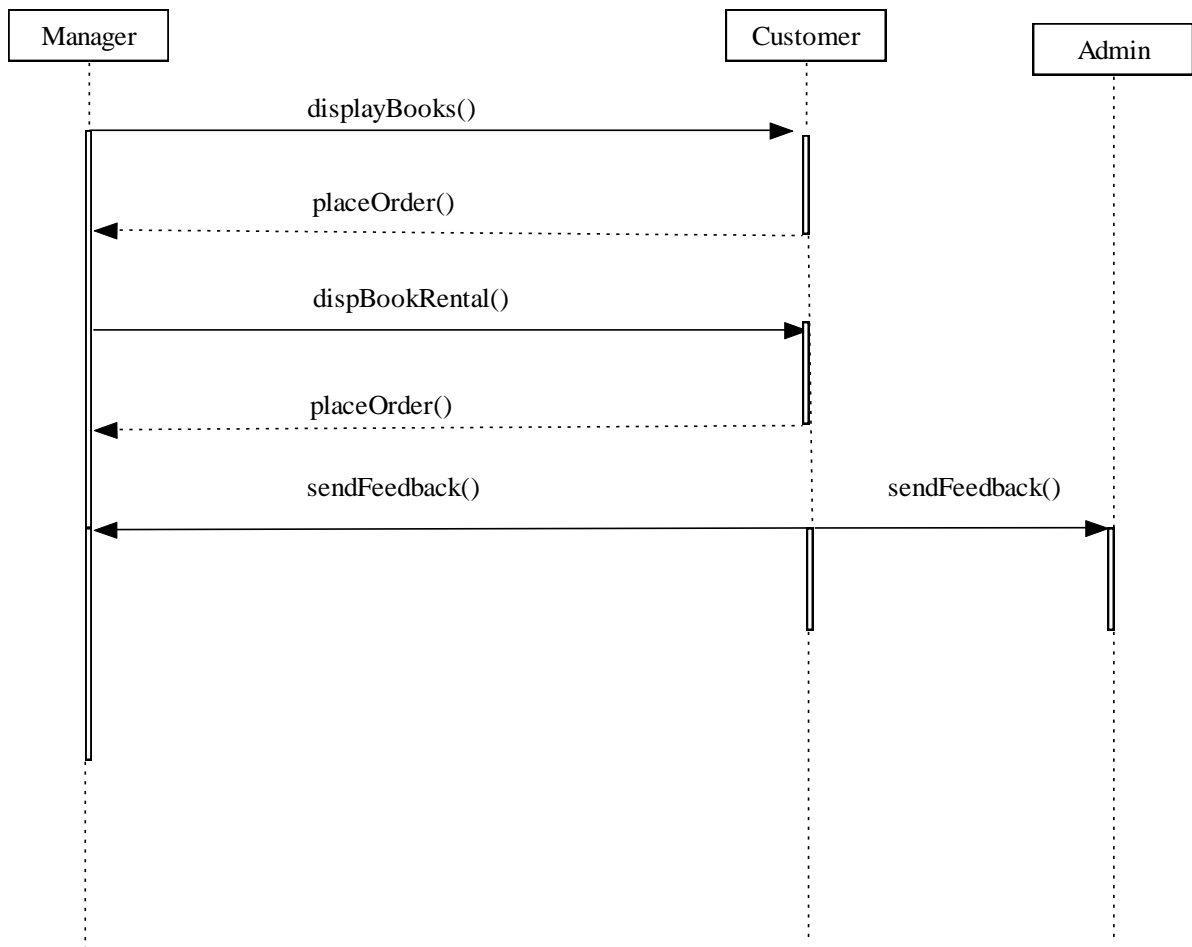 Manager
Customer
Admin
displayBooks()
placeOrder()
dispBookRental()
placeOrder()
sendFeedback()
sendFeedback()